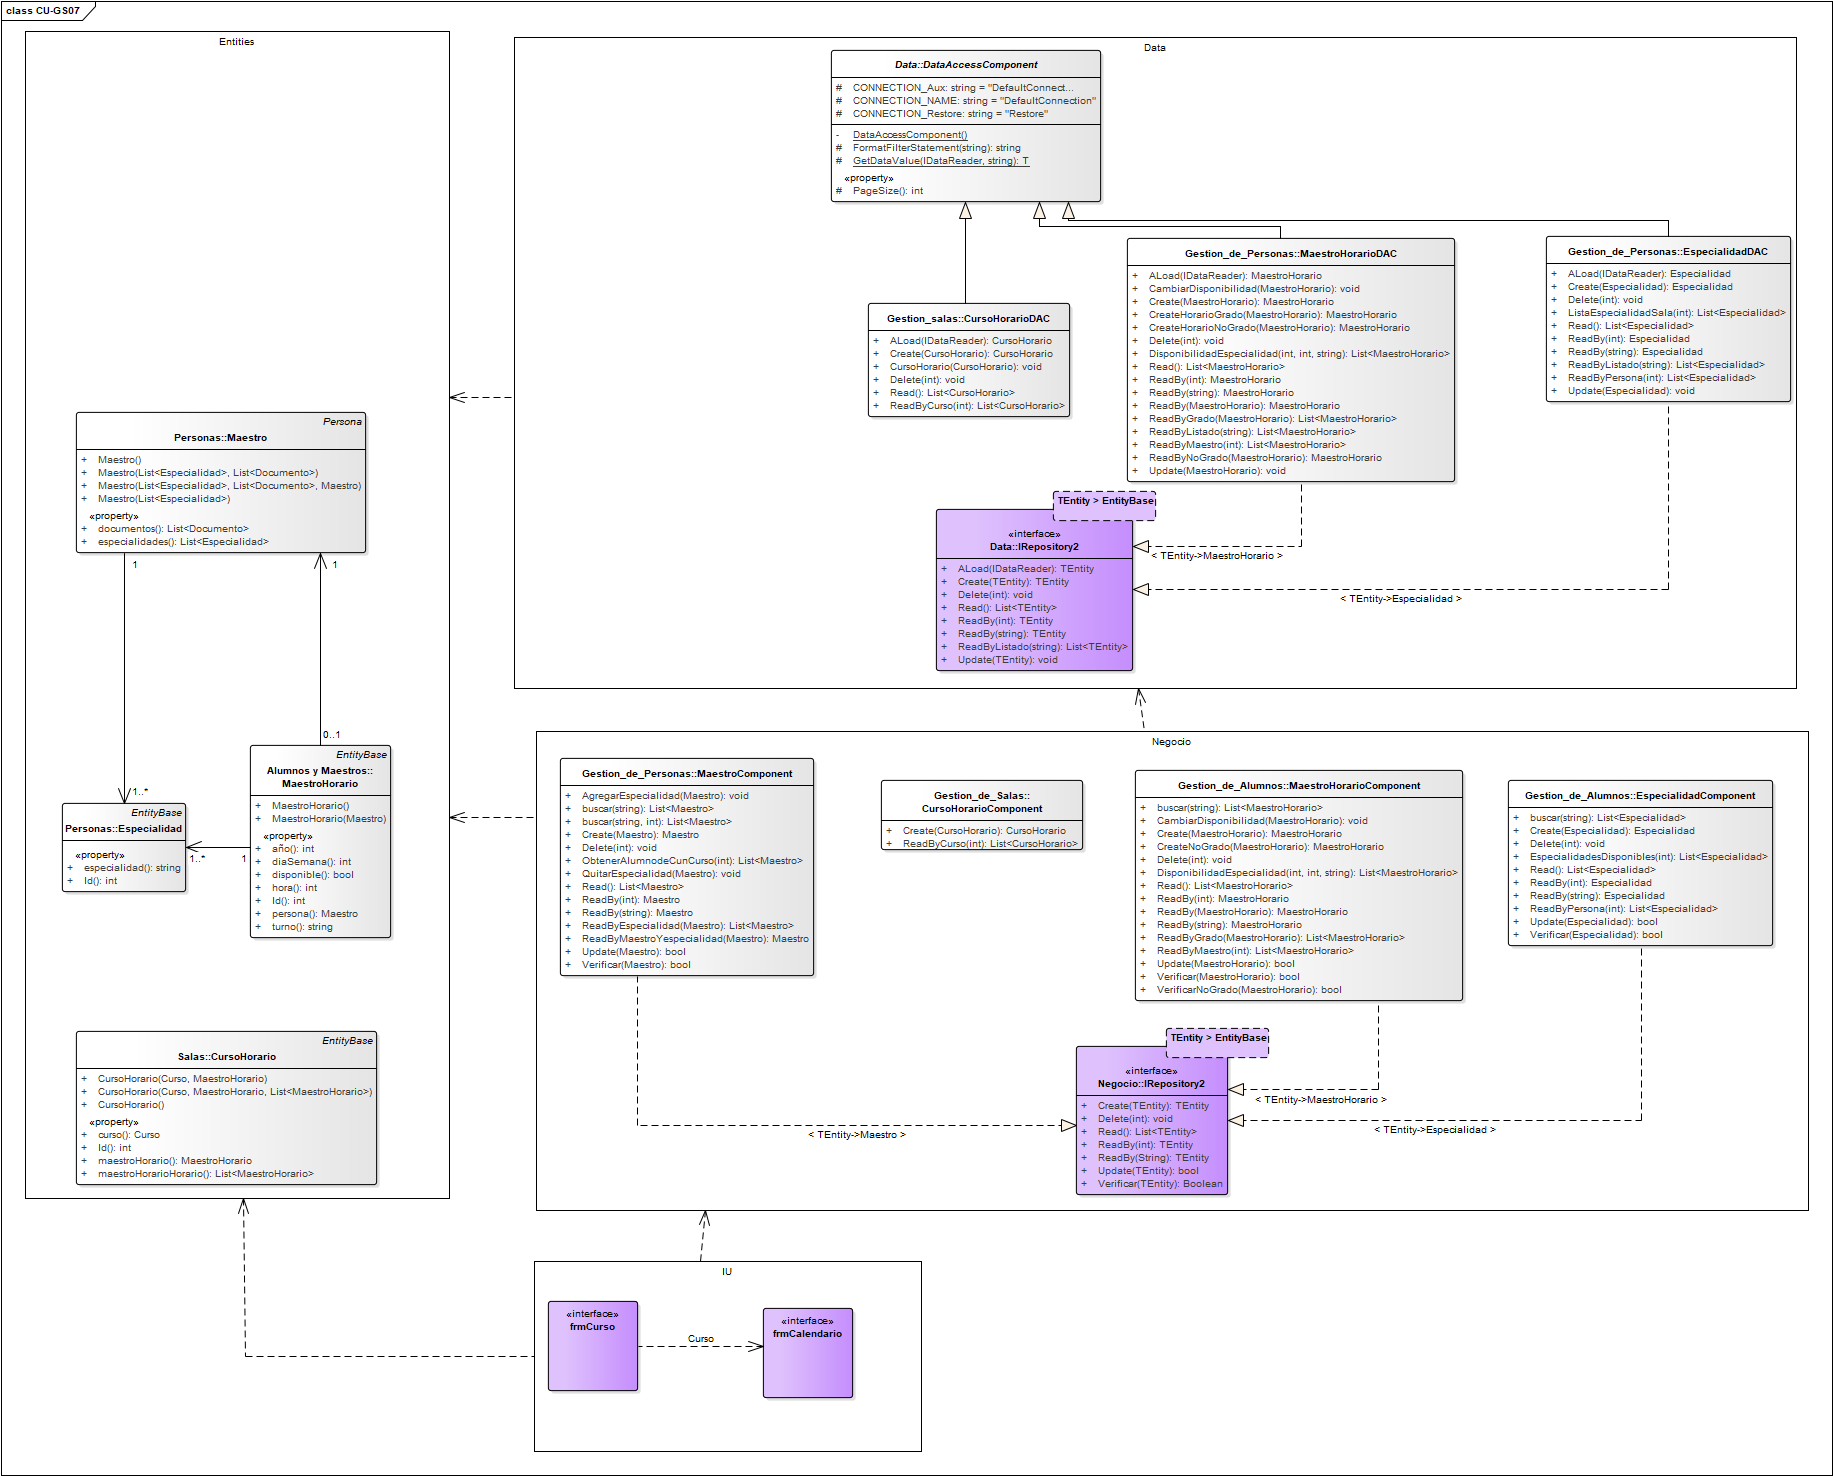 class CU-GS07
Entities
Persona
Personas::Maestro
+ Maestro()
+ Maestro(List<Especialidad>, List<Documento>)
+ Maestro(List<Especialidad>, List<Documento>, Maestro)
+ Maestro(List<Especialidad>)
«property»
+ documentos(): List<Documento>
+ especialidades(): List<Especialidad>
1
1
0..1
1..*
EntityBase
Alumnos y Maestros::
MaestroHorario
+ MaestroHorario()
+ MaestroHorario(Maestro)
«property»
+ año(): int
+ diaSemana(): int
+ disponible(): bool
+ hora(): int
+ Id(): int
+ persona(): Maestro
+ turno(): string
EntityBase
Personas::Especialidad
«property»
+ especialidad(): string
+ Id(): int
1..*
1
EntityBase
Salas::CursoHorario
+ CursoHorario(Curso, MaestroHorario)
+ CursoHorario(Curso, MaestroHorario, List<MaestroHorario>)
+ CursoHorario()
«property»
+ curso(): Curso
+ Id(): int
+ maestroHorario(): MaestroHorario
+ maestroHorarioHorario(): List<MaestroHorario>
Data
Data::DataAccessComponent
# CONNECTION_Aux: string = "DefaultConnect...
# CONNECTION_NAME: string = "DefaultConnection"
# CONNECTION_Restore: string = "Restore"
- DataAccessComponent()
# FormatFilterStatement(string): string
# GetDataValue(IDataReader, string): T
«property»
# PageSize(): int
Gestion_salas::CursoHorarioDAC
+ ALoad(IDataReader): CursoHorario
+ Create(CursoHorario): CursoHorario
+ CursoHorario(CursoHorario): void
+ Delete(int): void
+ Read(): List<CursoHorario>
+ ReadByCurso(int): List<CursoHorario>
Gestion_de_Personas::MaestroHorarioDAC
+ ALoad(IDataReader): MaestroHorario
+ CambiarDisponibilidad(MaestroHorario): void
+ Create(MaestroHorario): MaestroHorario
+ CreateHorarioGrado(MaestroHorario): MaestroHorario
+ CreateHorarioNoGrado(MaestroHorario): MaestroHorario
+ Delete(int): void
+ DisponibilidadEspecialidad(int, int, string): List<MaestroHorario>
+ Read(): List<MaestroHorario>
+ ReadBy(int): MaestroHorario
+ ReadBy(string): MaestroHorario
+ ReadBy(MaestroHorario): MaestroHorario
+ ReadByGrado(MaestroHorario): List<MaestroHorario>
+ ReadByListado(string): List<MaestroHorario>
+ ReadByMaestro(int): List<MaestroHorario>
+ ReadByNoGrado(MaestroHorario): MaestroHorario
+ Update(MaestroHorario): void
Gestion_de_Personas::EspecialidadDAC
+ ALoad(IDataReader): Especialidad
+ Create(Especialidad): Especialidad
+ Delete(int): void
+ ListaEspecialidadSala(int): List<Especialidad>
+ Read(): List<Especialidad>
+ ReadBy(int): Especialidad
+ ReadBy(string): Especialidad
+ ReadByListado(string): List<Especialidad>
+ ReadByPersona(int): List<Especialidad>
+ Update(Especialidad): void
TEntity > EntityBase
«interface»
Data::IRepository2
+ ALoad(IDataReader): TEntity
+ Create(TEntity): TEntity
+ Delete(int): void
+ Read(): List<TEntity>
+ ReadBy(int): TEntity
+ ReadBy(string): TEntity
+ ReadByListado(string): List<TEntity>
+ Update(TEntity): void
< TEntity->MaestroHorario >
< TEntity->Especialidad >
Negocio
Gestion_de_Personas::MaestroComponent
+ AgregarEspecialidad(Maestro): void
+ buscar(string): List<Maestro>
+ buscar(string, int): List<Maestro>
+ Create(Maestro): Maestro
+ Delete(int): void
+ ObtenerAlumnodeCunCurso(int): List<Maestro>
+ QuitarEspecialidad(Maestro): void
+ Read(): List<Maestro>
+ ReadBy(int): Maestro
+ ReadBy(string): Maestro
+ ReadByEspecialidad(Maestro): List<Maestro>
+ ReadByMaestroYespecialidad(Maestro): Maestro
+ Update(Maestro): bool
+ Verificar(Maestro): bool
Gestion_de_Salas::
CursoHorarioComponent
+ Create(CursoHorario): CursoHorario
+ ReadByCurso(int): List<CursoHorario>
Gestion_de_Alumnos::MaestroHorarioComponent
+ buscar(string): List<MaestroHorario>
+ CambiarDisponibilidad(MaestroHorario): void
+ Create(MaestroHorario): MaestroHorario
+ CreateNoGrado(MaestroHorario): MaestroHorario
+ Delete(int): void
+ DisponibilidadEspecialidad(int, int, string): List<MaestroHorario>
+ Read(): List<MaestroHorario>
+ ReadBy(int): MaestroHorario
+ ReadBy(MaestroHorario): MaestroHorario
+ ReadBy(string): MaestroHorario
+ ReadByGrado(MaestroHorario): List<MaestroHorario>
+ ReadByMaestro(int): List<MaestroHorario>
+ Update(MaestroHorario): bool
+ Verificar(MaestroHorario): bool
+ VerificarNoGrado(MaestroHorario): bool
Gestion_de_Alumnos::EspecialidadComponent
+ buscar(string): List<Especialidad>
+ Create(Especialidad): Especialidad
+ Delete(int): void
+ EspecialidadesDisponibles(int): List<Especialidad>
+ Read(): List<Especialidad>
+ ReadBy(int): Especialidad
+ ReadBy(string): Especialidad
+ ReadByPersona(int): List<Especialidad>
+ Update(Especialidad): bool
+ Verificar(Especialidad): bool
TEntity > EntityBase
«interface»
Negocio::IRepository2
+ Create(TEntity): TEntity
+ Delete(int): void
+ Read(): List<TEntity>
+ ReadBy(int): TEntity
+ ReadBy(String): TEntity
+ Update(TEntity): bool
+ Verificar(TEntity): Boolean
< TEntity->MaestroHorario >
< TEntity->Especialidad >
< TEntity->Maestro >
IU
«interface»
frmCurso
Curso
«interface»
frmCalendario